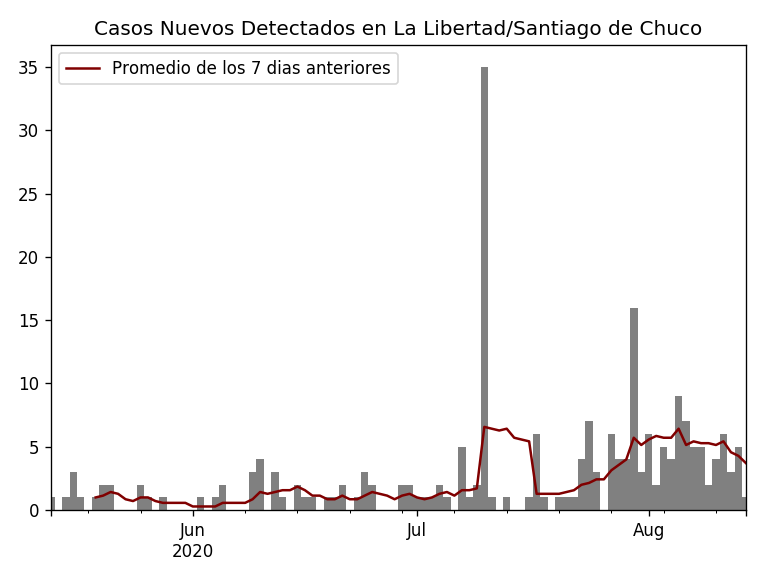 Casos Nuevos Detectados en La Libertad/Santiago de Chuco
Promedio de los 7 dias anteriores
35
30
25
20
15
10
5
0
Jun
2020
Jul
Aug